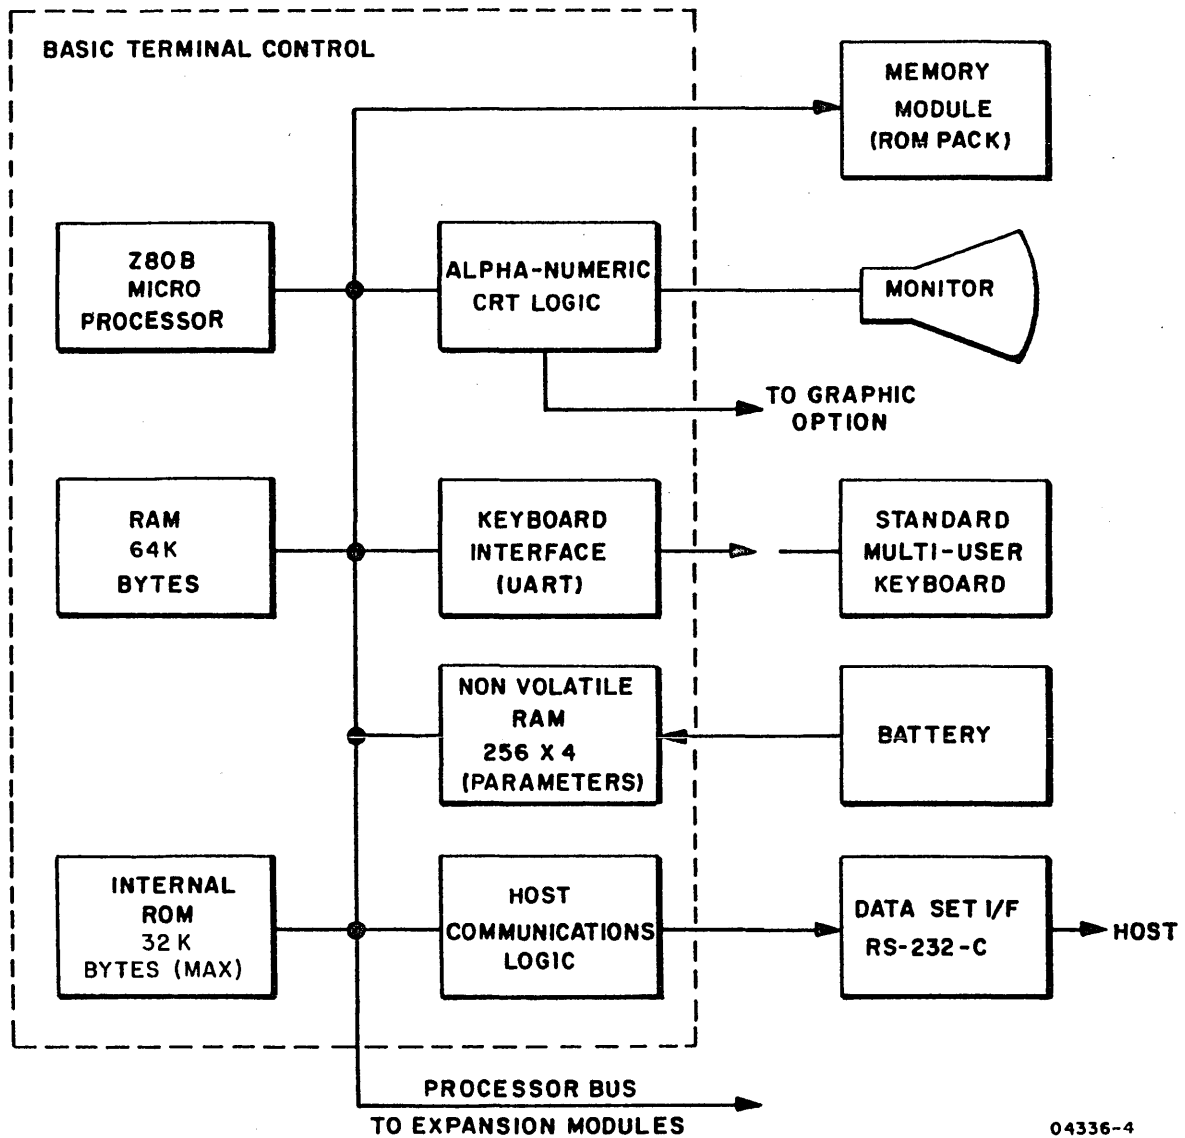 BASIC TERMINAL CONTROL
MEMORY
MODULE
(ROM PACK)
Z80B
MICRO
PROCESSOR
ALPHA-NUMERIC
CRT LOGIC
MONITOR
TO GRAPHIC
OPTION
RAM
64K
BYTES
KEYBOARD
INTERFACE
(UART)
STANDARD
MULTI-USER
KEYBOARD
NON VOLATILE
RAM
256 X 4
(PARAMETERS)
BATTERY
INTERNAL
ROM
32K
BYTES (MAX)
HOST
COMMUNICATIONS
LOGIC
DATA SET I/F
RS-232-C
HOST
PROCESSOR BUS
TO EXPANSION MODULES
04336-4